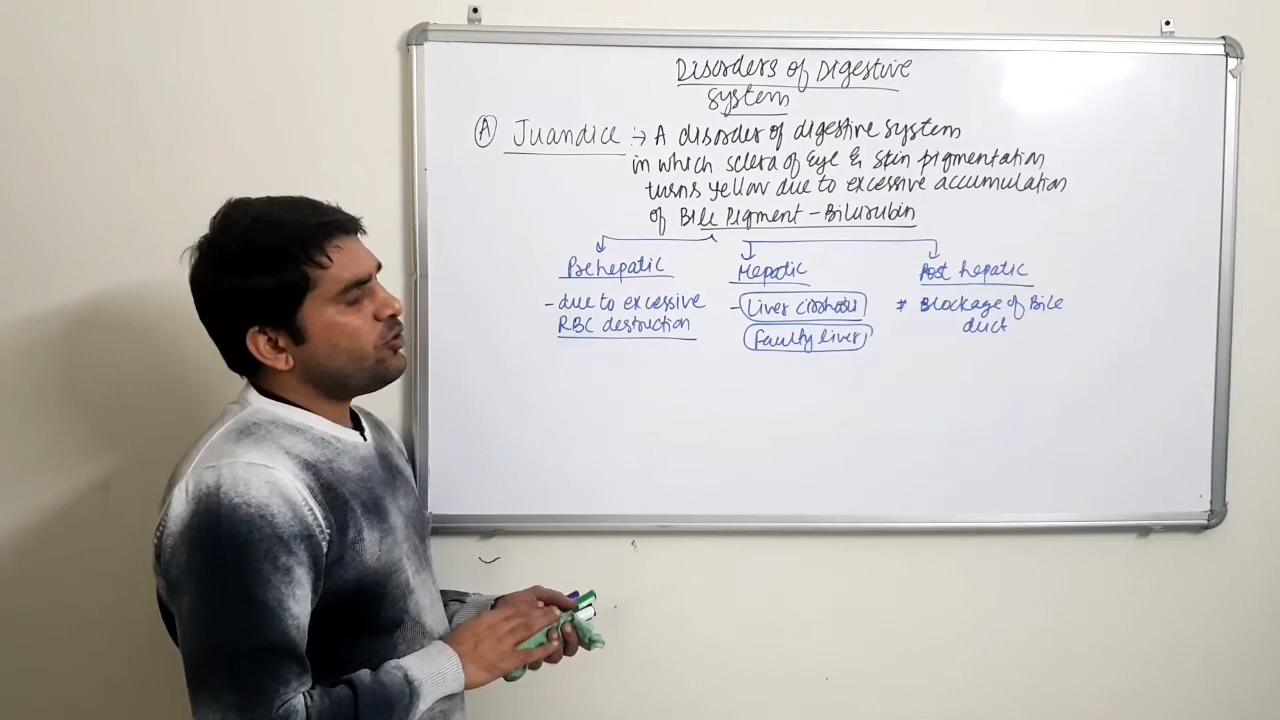 Disorders of Digestive
System
(A) Juandice :→ A disorder of digestive system
in which sclera of Eye & skin pigmentation
turns yellow due to excessive accumulation
of Bile Pigment - Bilurubin
Prehepatic Hepatic Post hepatic
- due to excessive - Liver cirrhosis * Blockage of Bile
RBC destruction Faulty liver duct